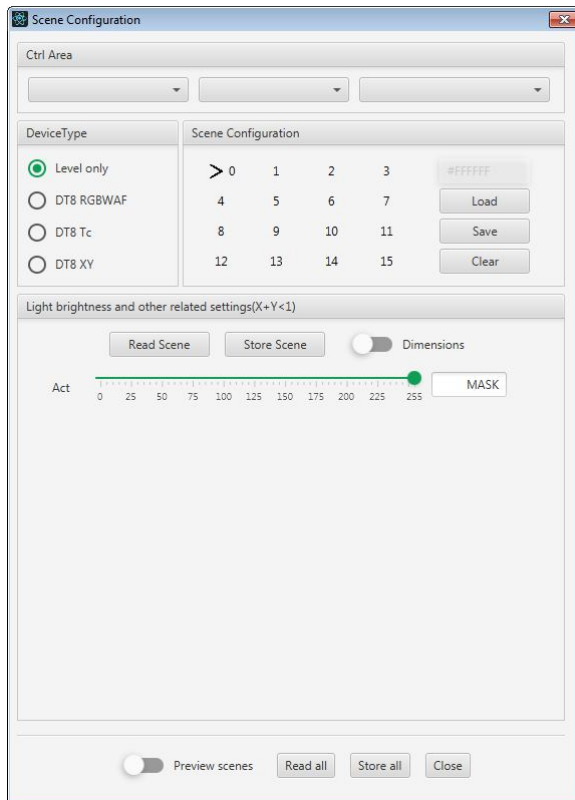 Scene Configuration
Ctrl Area
DeviceType
Level only
DT8 RGBWAF
DT8 Tc
DT8 XY
Scene Configuration
> 0 1 2 3 #FFFFFF
4 5 6 7 Load
8 9 10 11 Save
12 13 14 15 Clear
Light brightness and other related settings(X+Y<1)
Read Scene Store Scene Dimensions
Act MASK
0 25 50 75 100 125 150 175 200 225 255
Preview scenes Read all Store all Close